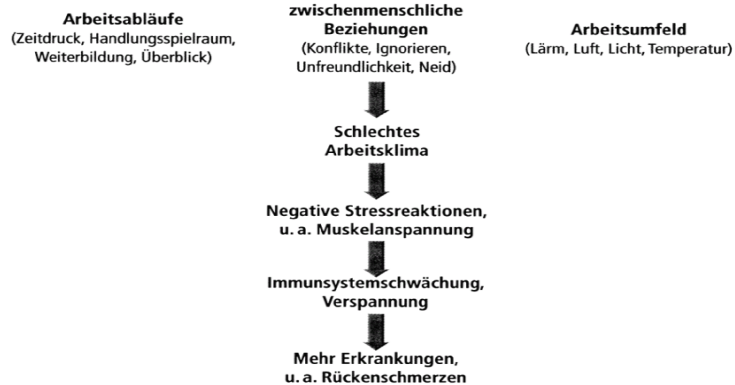 Arbeitsabläufe
(Zeitdruck, Handlungsspielraum,
Weiterbildung, Überblick)
zwischenmenschliche
Beziehungen
(Konflikte, Ignorieren,
Unfreundlichkeit, Neid)
Arbeitsumfeld
(Lärm, Luft, Licht, Temperatur)
Schlechtes
Arbeitsklima
Negative Stressreaktionen,
u. a. Muskelanspannung
Immunsystemschwächung,
Verspannung
Mehr Erkrankungen,
u. a. Rückenschmerzen